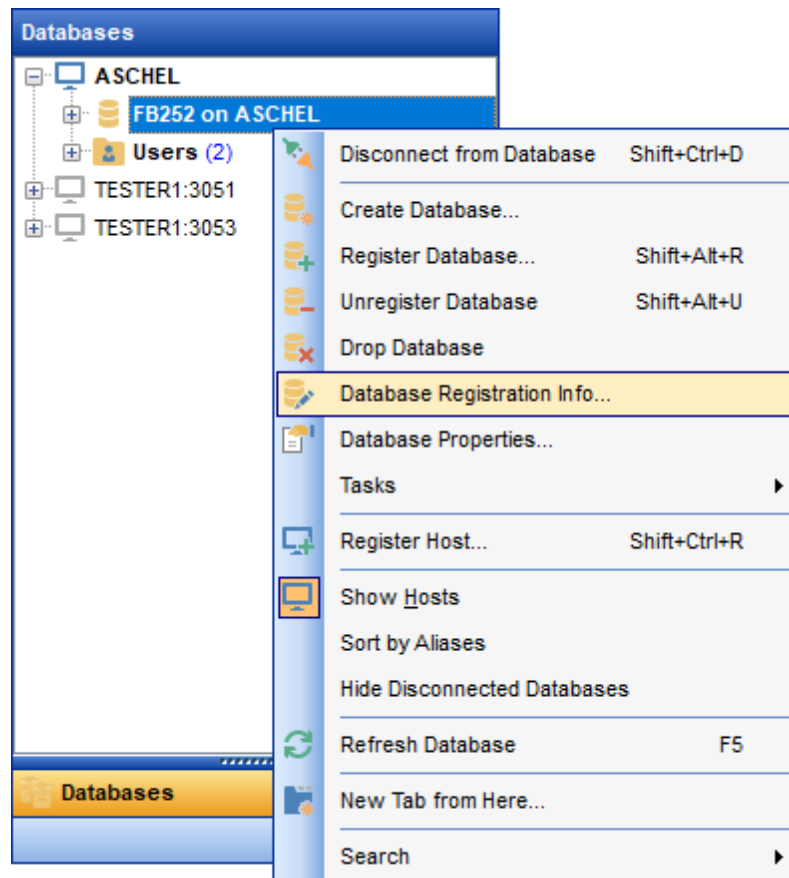 Databases
ASCHEL
FB252 on ASCHEL
Users (2)
TESTER1:3051
TESTER1:3053
Disconnect from Database Shift+Ctrl+D
Create Database...
Register Database... Shift+Alt+R
Unregister Database Shift+Alt+U
Drop Database
Database Registration Info...
Database Properties...
Tasks
Register Host... Shift+Ctrl+R
Show Hosts
Sort by Aliases
Hide Disconnected Databases
Refresh Database F5
New Tab from Here...
Search
Databases